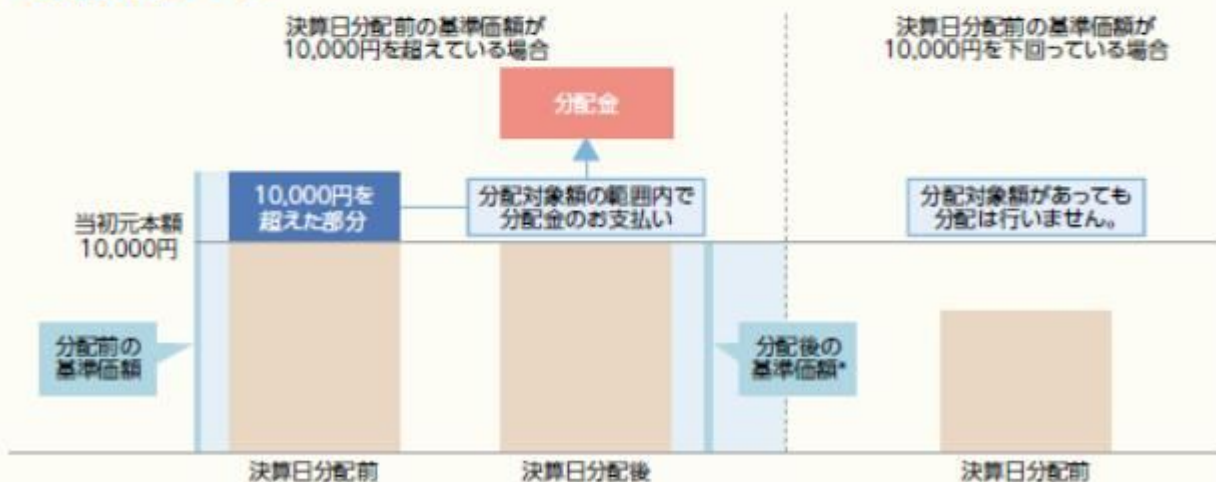 決算日分配前の基準価額が
10,000円を超えている場合
決算日分配前の基準価額が
10,000円を下回っている場合
分配金
10,000円を
超えた部分
分配対象額の範囲内で
分配金のお支払い
分配対象額があっても
分配は行いません。
当初元本額
10,000円
分配前の
基準価額
分配後の
基準価額*
決算日分配前
決算日分配後
決算日分配前